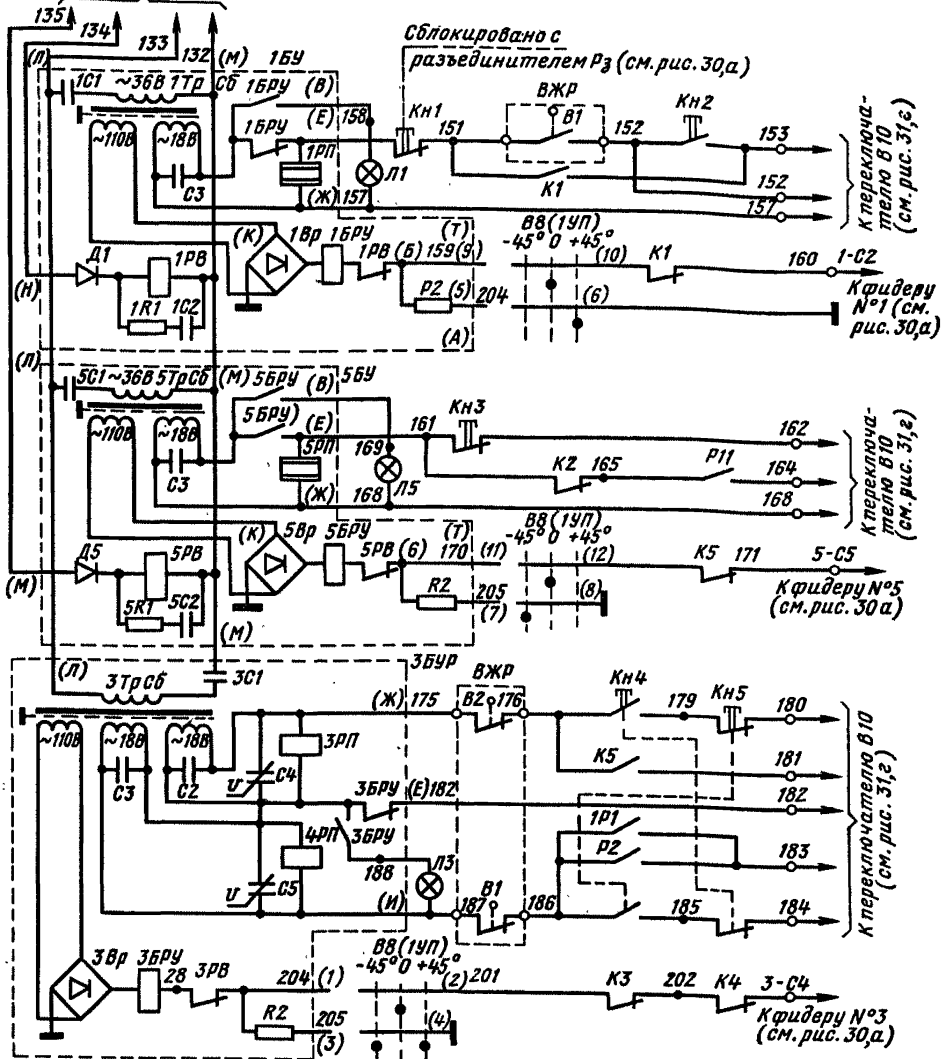 135 134 133 132
(Л) (М) 1БУ
Сблокировано с
разъединителем Рз (см. рис. 30,а)
1С1 ~36В 1Тр Сб
1БРУ (В)
(Е) 158
Кн1 151
ВЖР
В1
152
Кн2
153
~110В ~18В
С3
1БРУ
1РП
(Ж) 157
Л1
К1
152
157
К переключа-
телю В10
(см. рис. 31,г)
(К) 1Вр 1БРУ
(Т)
В8 (1УП)
-45° 0 +45°
Д1 1РВ
1РВ (Б) 159(9)
(10)
К1
160 1-С2
(Н)
1R1 1С2
Р2 (5) 204
(6)
(А)
К фидеру
№1 (см.
рис. 30,а)
(Л)
5С1 ~36В 5Тр Сб (М) 5БРУ (В) 5БУ
~110В ~18В
С3
5БРУ) (Е)
5РП
169
Л5
(Ж) 168
161 Кн3
162
К2 165 Р11
164
168
К переключа-
телю В10
(см. рис. 31,г)
(К) 5Вр 5БРУ
(Т)
В8 (1УП)
-45° 0 +45°
Д5 5РВ
5РВ (6) 170 (11)
(12)
К5 171 5-С5
(М)
5R1 5С2
R2 205
(7)
(8)
К фидеру №5
(см. рис. 30 а)
(М)
(Л)
3С1
3БУР
3 Тр Сб
~110В ~18В ~18В
С3 С2
(Ж) 175
ВЖР
В2 176
Кн4
179
Кн5
180
С4 U
3РП
К5
181
3БРУ (Е) 182
182
4РП 3БРУ
188
Л3
1Р1
Р2
183
С5 U
(И)
187
В1
186
185
184
К переключателю В10
(см. рис. 31,г)
3Вр 3БРУ
28 3РВ
204 (1)
В8 (1УП)
-45° 0 +45°
(2) 201
К3 202 К4
3-С4
R2 205
(3)
(4)
К фидеру №3
(см. рис. 30,а)